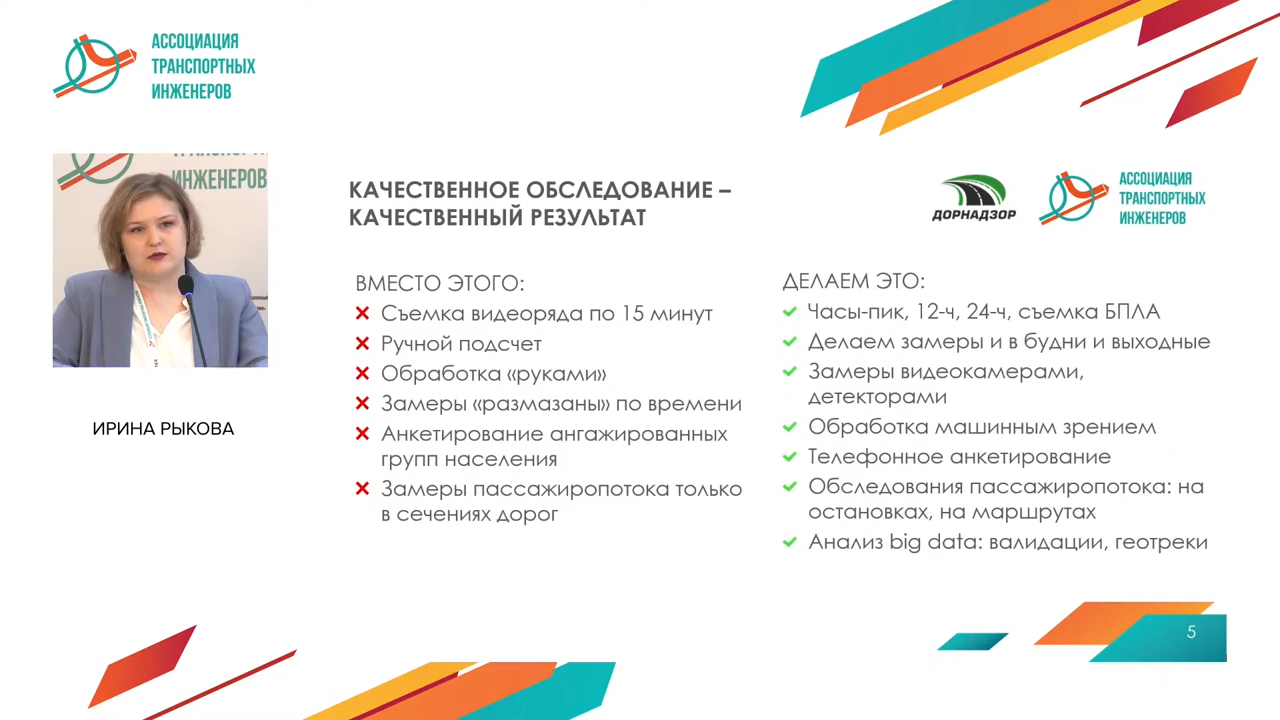 АССОЦИАЦИЯ
ТРАНСПОРТНЫХ
ИНЖЕНЕРОВ
ИНЖЕНЕРОВ
ИРИНА РЫКОВА
КАЧЕСТВЕННОЕ ОБСЛЕДОВАНИЕ –
КАЧЕСТВЕННЫЙ РЕЗУЛЬТАТ
ДОРНАДЗОР
АССОЦИАЦИЯ
ТРАНСПОРТНЫХ
ИНЖЕНЕРОВ
ВМЕСТО ЭТОГО:
Съемка видеоряда по 15 минут
Ручной подсчет
Обработка «руками»
Замеры «размазаны» по времени
Анкетирование ангажированных
групп населения
Замеры пассажиропотока только
в сечениях дорог
ДЕЛАЕМ ЭТО:
Часы-пик, 12-ч, 24-ч, съемка БПЛА
Делаем замеры и в будни и выходные
Замеры видеокамерами,
детекторами
Обработка машинным зрением
Телефонное анкетирование
Обследования пассажиропотока: на
остановках, на маршрутах
Анализ big data: валидации, геотреки
5